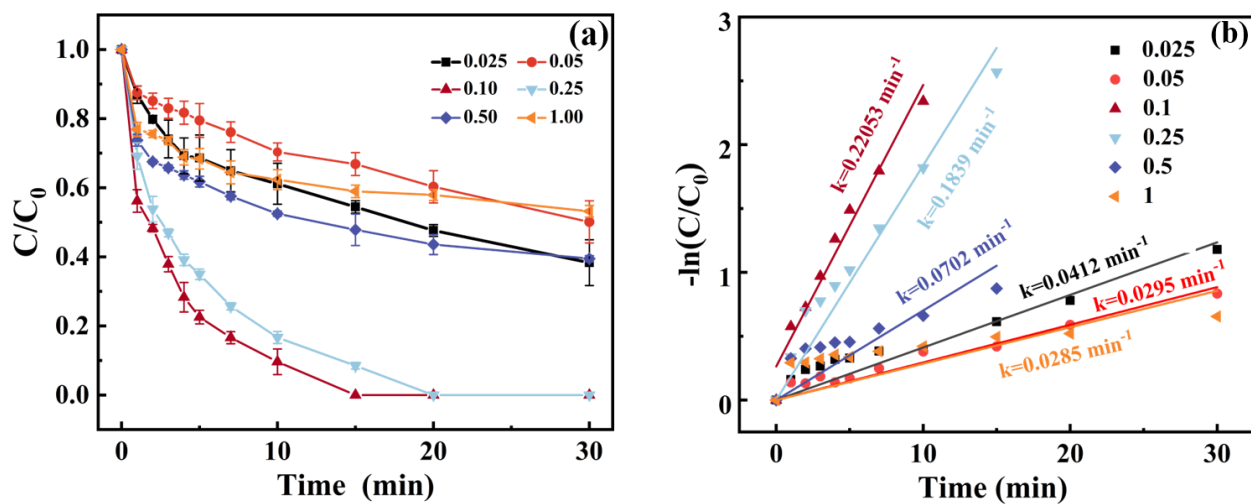 (a)
1.0
0.8
0.6
0.4
0.2
0.0
C/C₀
0.025 0.05
0.10 0.25
0.50 1.00
0 10 20 30
Time (min)
(b)
3
2
1
0
-ln(C/C₀)
0.025
0.05
0.1
0.25
0.5
1
k=0.22053 min⁻¹
k=0.1839 min⁻¹
k=0.0702 min⁻¹
k=0.0412 min⁻¹
k=0.0295 min⁻¹
k=0.0285 min⁻¹
0 10 20 30
Time (min)